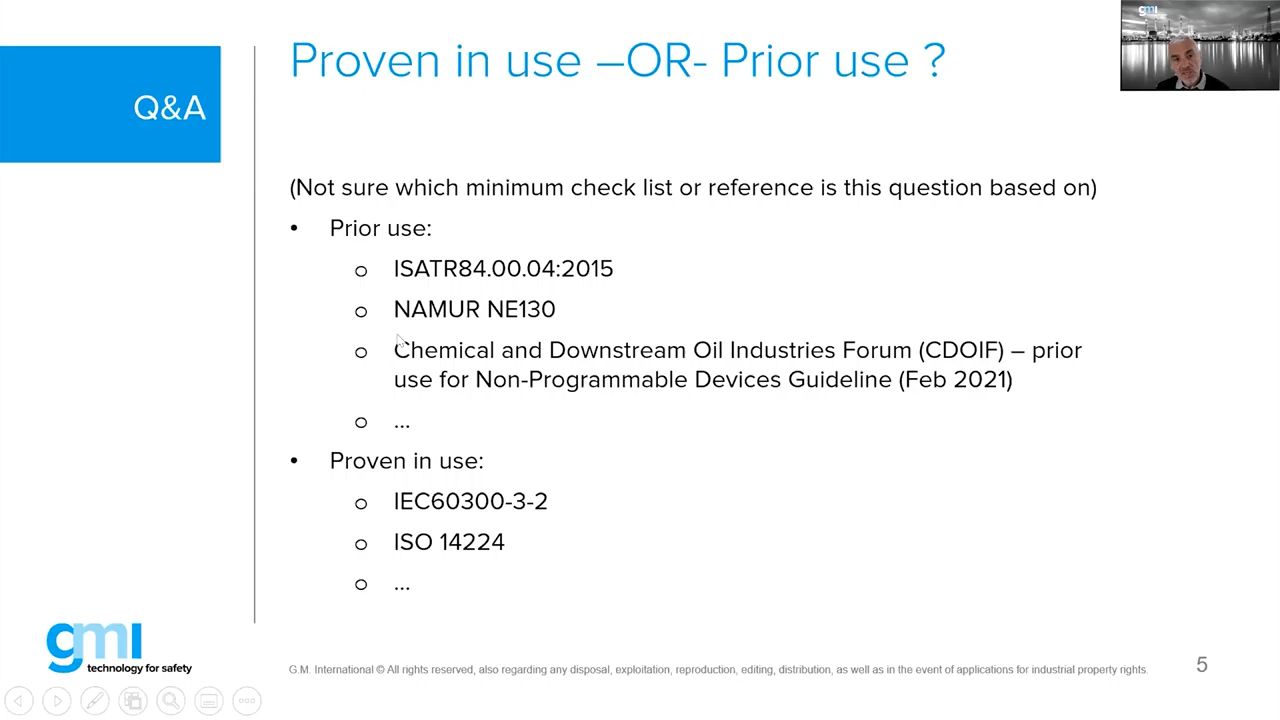 gmi
Proven in use –OR- Prior use ?
Q&A
(Not sure which minimum check list or reference is this question based on)
• Prior use:
o ISATR84.00.04:2015
o NAMUR NE130
o Chemical and Downstream Oil Industries Forum (CDOIF) – prior
use for Non-Programmable Devices Guideline (Feb 2021)
o ...
• Proven in use:
o IEC60300-3-2
o ISO 14224
o ...
gmi
technology for safety
G.M. International © All rights reserved, also regarding any disposal, exploitation, reproduction, editing, distribution, as well as in the event of applications for industrial property rights.
5